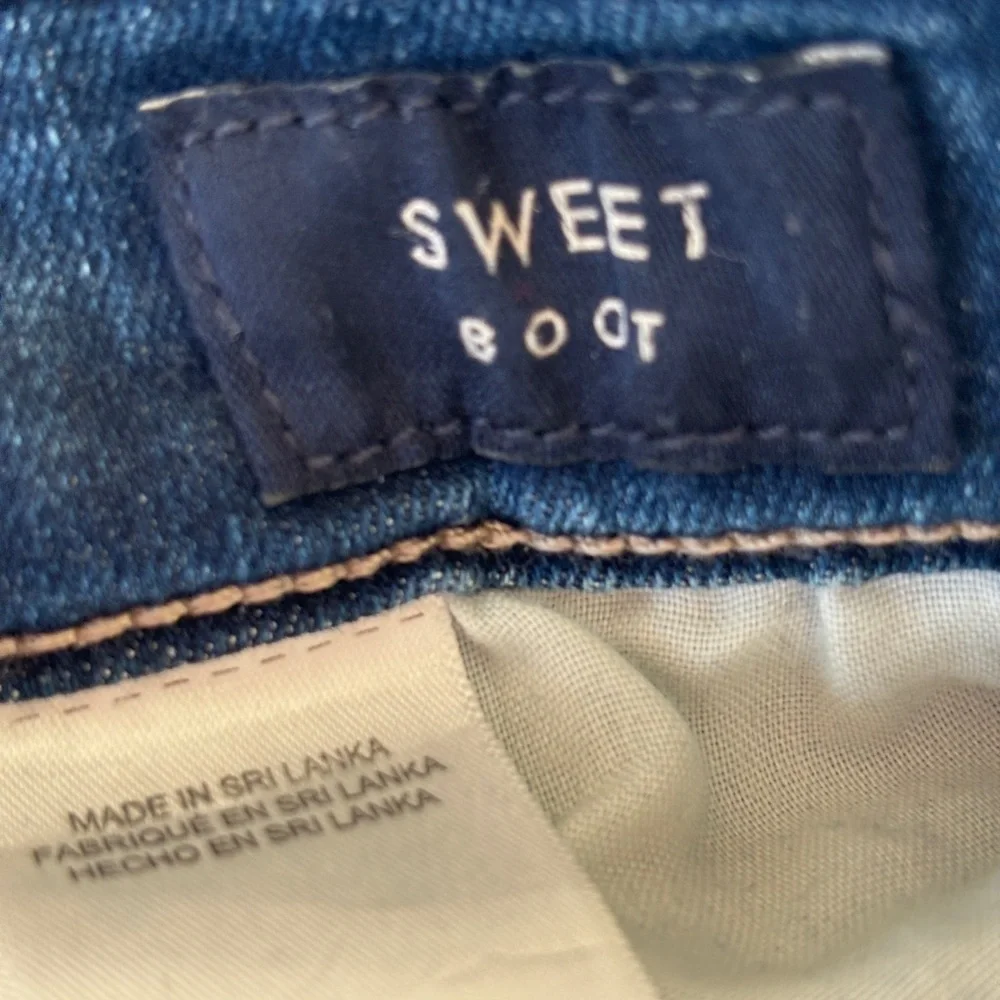 SWEET
BOOT
MADE IN SRI LANKA
FABRIQUÉ EN SRI LANKA
HECHO EN SRI LANKA